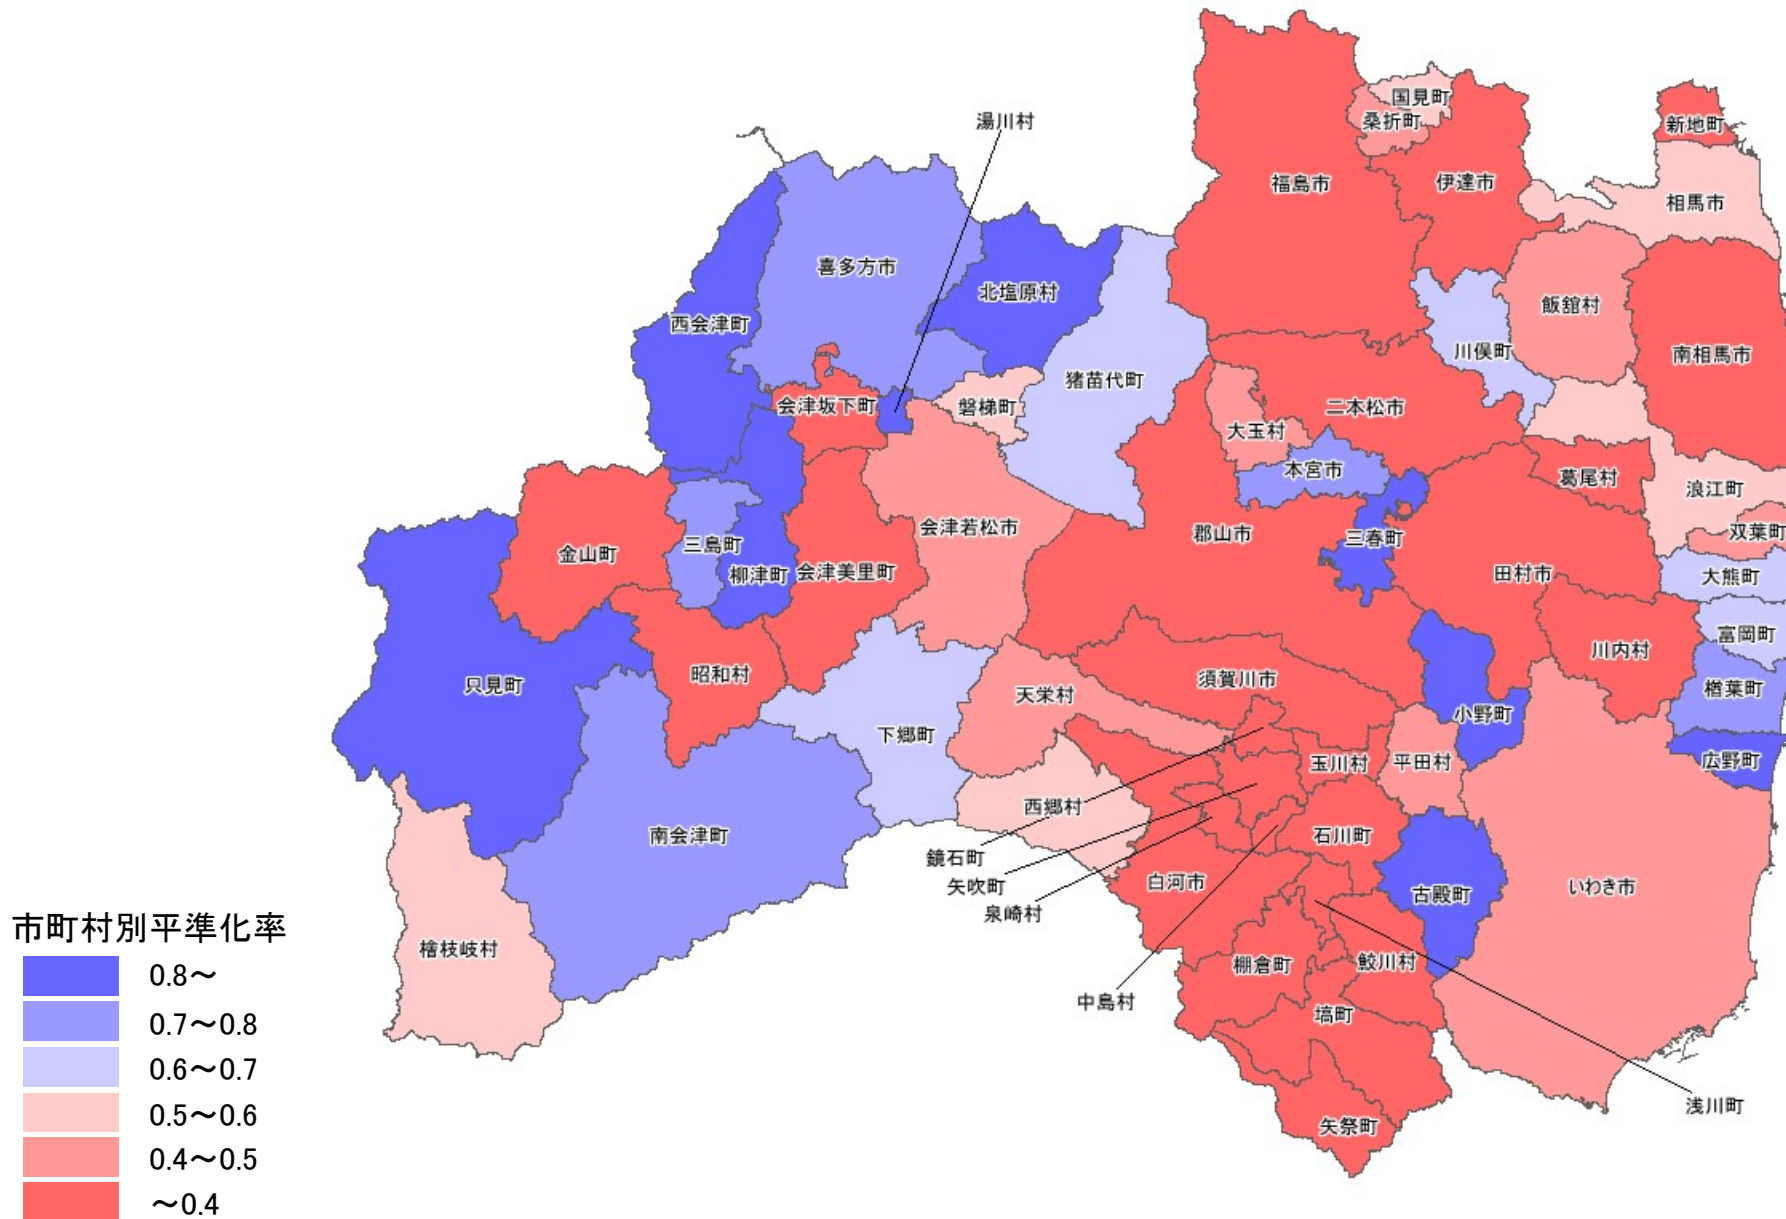 国見町
桑折町
新地町
湯川村
福島市
伊達市
相馬市
喜多方市
北塩原村
飯舘村
西会津町
川俣町
南相馬市
猪苗代町
会津坂下町
磐梯町
二本松市
大玉村
本宮市
葛尾村
浪江町
会津若松市
郡山市
三春町
双葉町
金山町
三島町
柳津町
会津美里町
田村市
大熊町
富岡町
川内村
昭和村
只見町
天栄村
須賀川市
楢葉町
小野町
下郷町
玉川村
平田村
広野町
西郷村
南会津町
石川町
鏡石町
矢吹町
白河市
古殿町
いわき市
泉崎村
檜枝岐村
棚倉町
鮫川村
中島村
塙町
浅川町
矢祭町
市町村別平準化率
0.8～
0.7～0.8
0.6～0.7
0.5～0.6
0.4～0.5
～0.4